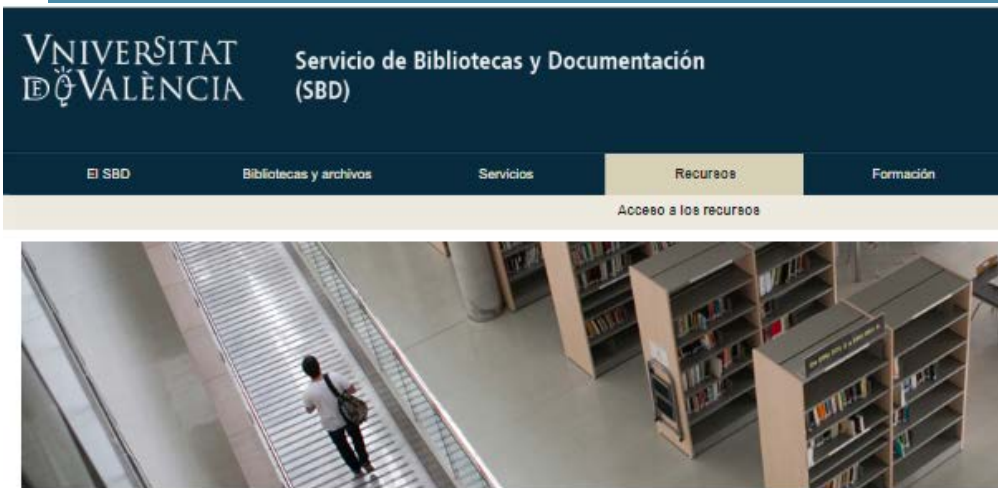 VNIVERSITAT
DE VALÈNCIA
Servicio de Bibliotecas y Documentación
(SBD)
El SBD
Bibliotecas y archivos
Servicios
Recursos
Formación
Acceso a los recursos